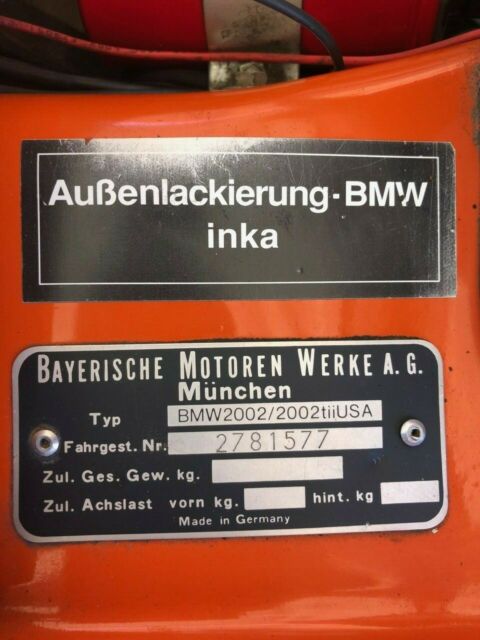 Außenlackierung-BMW
inka
BAYERISCHE MOTOREN WERKE A.G.
München
Typ BMW2002/2002tiiUSA
Fahrgest. Nr. 2781577
Zul. Ges. Gew. kg.
Zul. Achslast vorn kg. hint. kg
Made in Germany